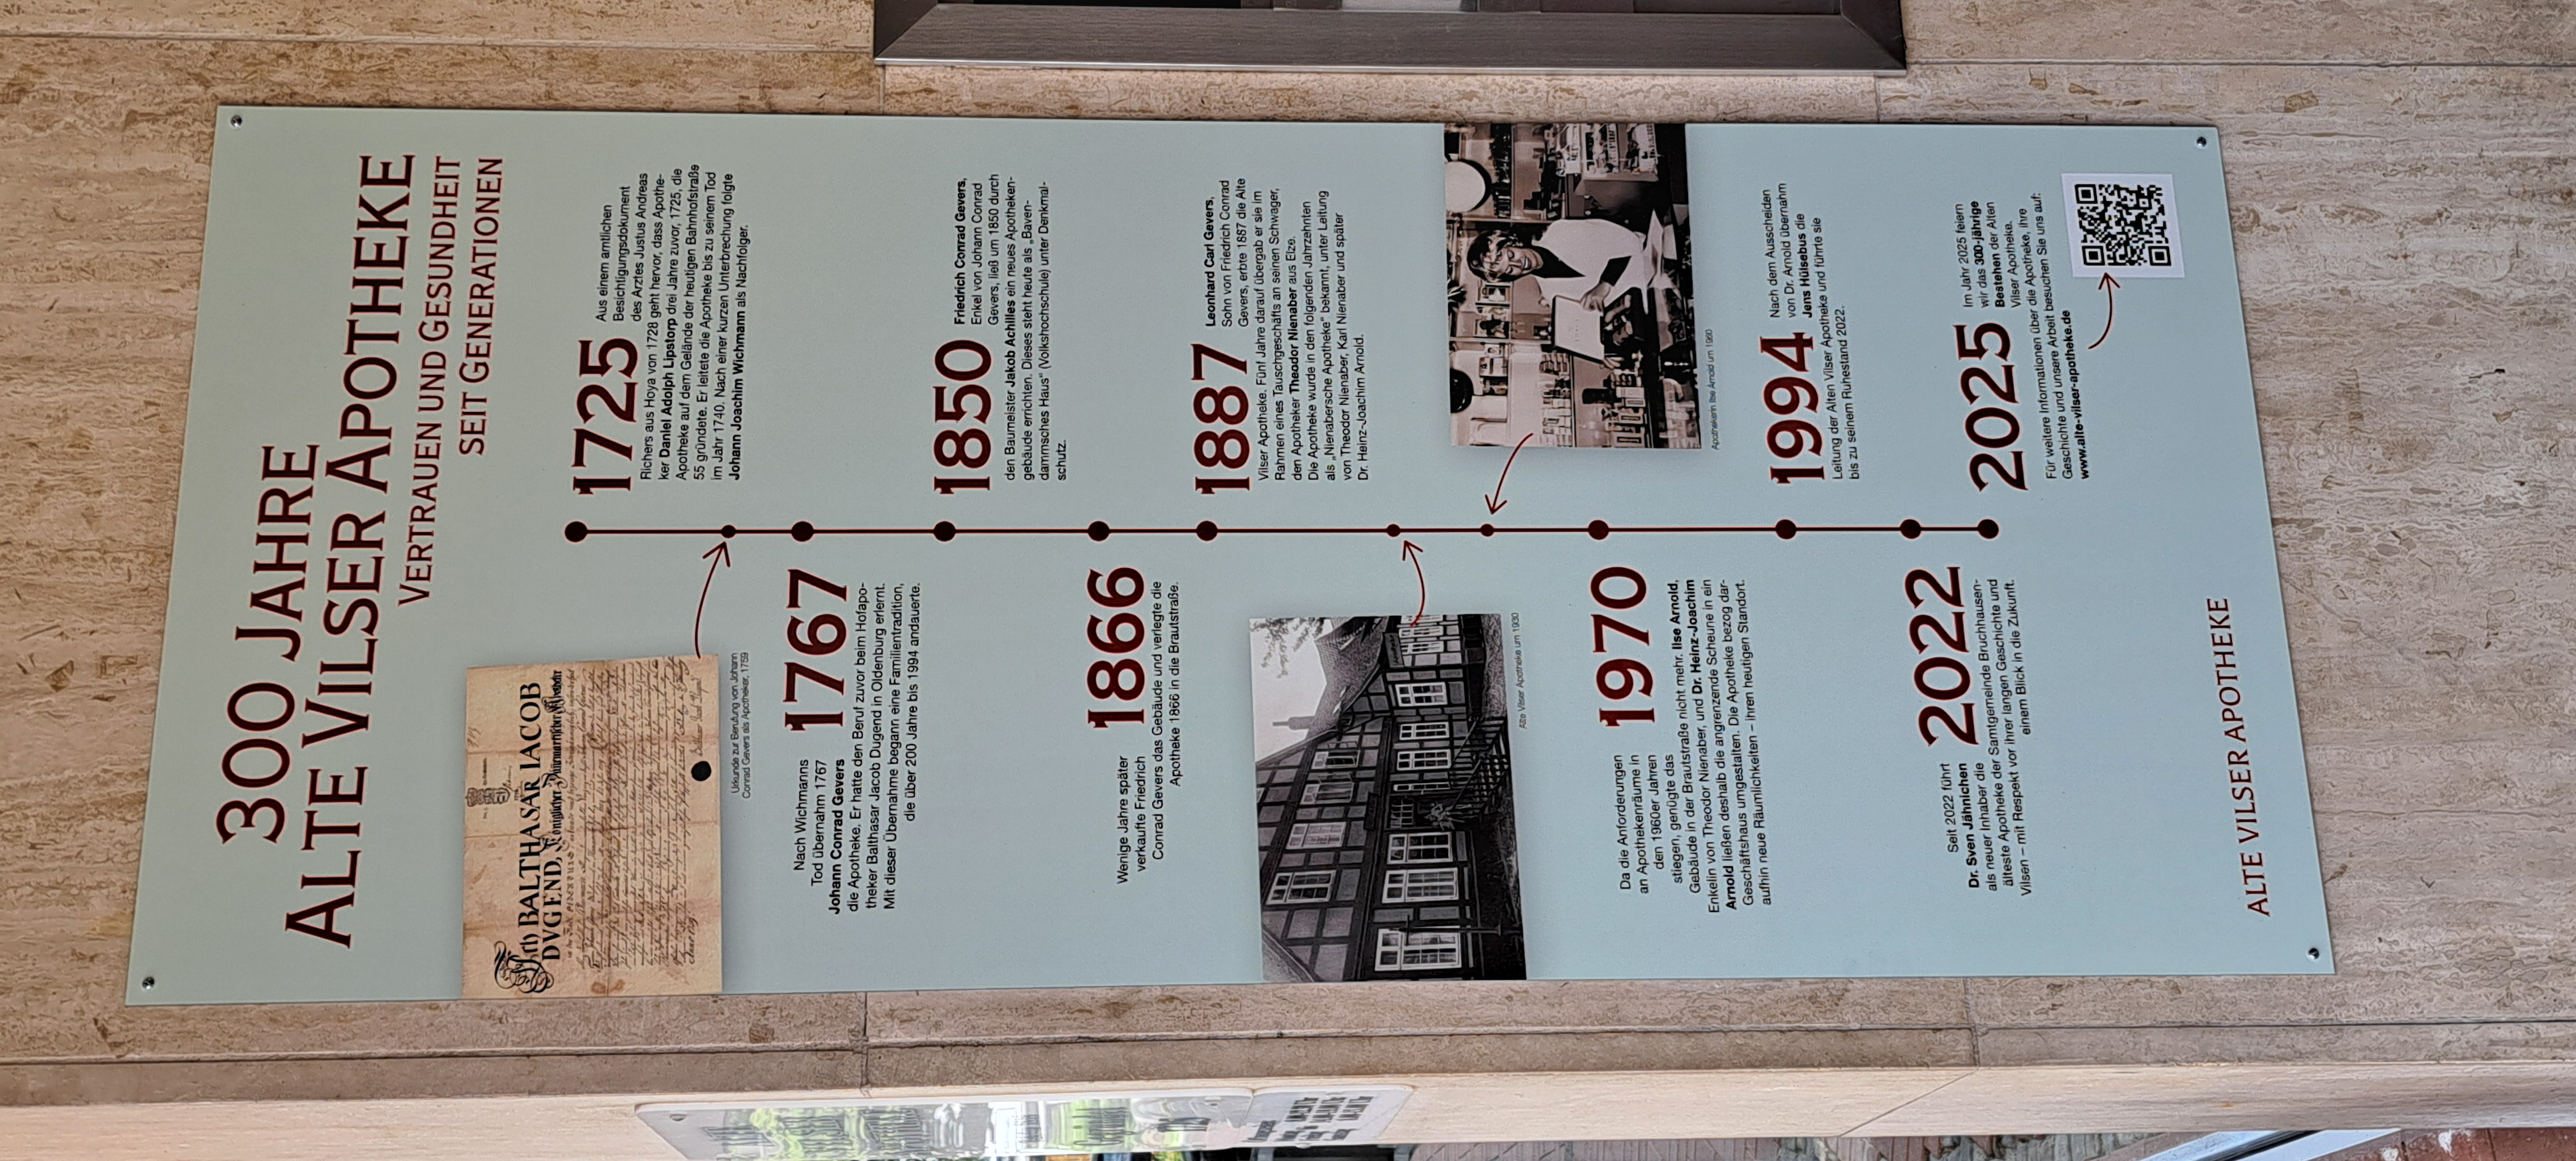 300 JAHRE
ALTE VILSER APOTHEKE
VERTRAUEN UND GESUNDHEIT
SEIT GENERATIONEN
1725
Aus einem amtlichen
Besichtigungsdokument
des Arztes Justus Andreas
Richers aus Hoya von 1728 geht hervor, dass Apothe-
ker Daniel Adolph Lipstorp drei Jahre zuvor, 1725, die
Apotheke auf dem Gelände der heutigen Bahnhofstraße
55 gründete. Er leitete die Apotheke bis zu seinem Tod
im Jahr 1740. Nach einer kurzen Unterbrechung folgte
Johann Joachim Wichmann als Nachfolger.
Ich BALTHASAR JACOB
DVGEND,
Urkunde zur Berufung von Johann
Conrad Gevers als Apotheker, 1759
1767
Nach Wichmanns
Tod übernahm 1767
Johann Conrad Gevers
die Apotheke. Er hatte den Beruf zuvor beim Hofapo-
theker Balthasar Jacob Dugend in Oldenburg erlernt.
Mit dieser Übernahme begann eine Familientradition,
die über 200 Jahre bis 1994 andauerte.
1850
Friedrich Conrad Gevers,
Enkel von Johann Conrad
Gevers, ließ um 1850 durch
den Baumeister Jakob Achilles ein neues Apotheken-
gebäude errichten. Dieses steht heute als „Baven-
dammsches Haus“ (Volkshochschule) unter Denkmal-
schutz.
1866
Wenige Jahre später
verkaufte Friedrich
Conrad Gevers das Gebäude und verlegte die
Apotheke 1866 in die Brautstraße.
1887
Leonhard Carl Gevers,
Sohn von Friedrich Conrad
Gevers, erbte 1887 die Alte
Vilser Apotheke. Fünf Jahre darauf übergab er sie im
Rahmen eines Tauschgeschäfts an seinen Schwager,
den Apotheker Theodor Nienaber aus Elze.
Die Apotheke wurde in den folgenden Jahrzehnten
als „Nienabersche Apotheke“ bekannt, unter Leitung
von Theodor Nienaber, Karl Nienaber und später
Dr. Heinz-Joachim Arnold.
Alte Vilser Apotheke um 1930
Apothekerin Ilse Arnold um 1960
1970
Da die Anforderungen
an Apothekenräume in
den 1960er Jahren
stiegen, genügte das
Gebäude in der Brautstraße nicht mehr. Ilse Arnold,
Enkelin von Theodor Nienaber, und Dr. Heinz-Joachim
Arnold ließen deshalb die angrenzende Scheune in ein
Geschäftshaus umgestalten. Die Apotheke bezog dar-
aufhin neue Räumlichkeiten – ihren heutigen Standort.
1994
Nach dem Ausscheiden
von Dr. Arnold übernahm
Jens Hülsebus die
Leitung der Alten Vilser Apotheke und führte sie
bis zu seinem Ruhestand 2022.
2022
Seit 2022 führt
Dr. Sven Jähnichen
als neuer Inhaber die
älteste Apotheke der Samtgemeinde Bruchhausen-
Vilsen – mit Respekt vor ihrer langen Geschichte und
einem Blick in die Zukunft.
2025
Im Jahr 2025 feiern
wir das 300-jährige
Bestehen der Alten
Vilser Apotheke.
Für weitere Informationen über die Apotheke, ihre
Geschichte und unsere Arbeit besuchen Sie uns auf:
www.alte-vilser-apotheke.de
ALTE VILSER APOTHEKE